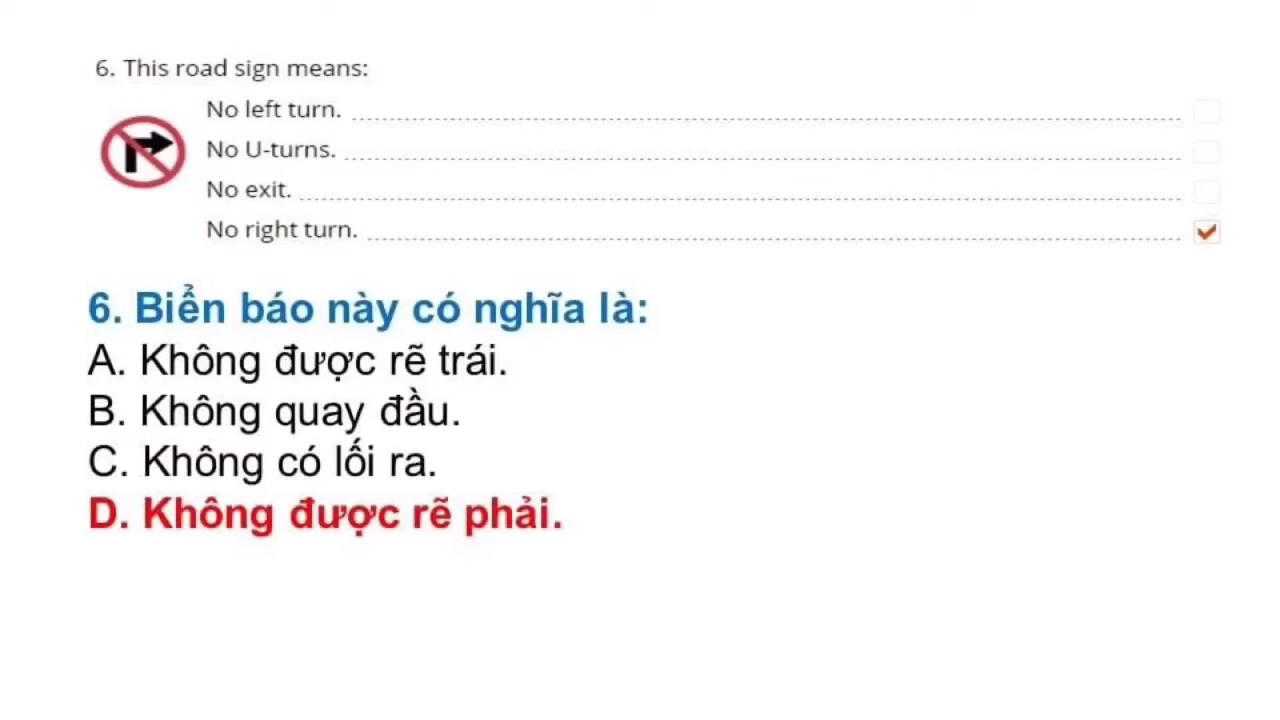 6. This road sign means:
No left turn.
No U-turns.
No exit.
No right turn.
6. Biển báo này có nghĩa là:
A. Không được rẽ trái.
B. Không quay đầu.
C. Không có lối ra.
D. Không được rẽ phải.